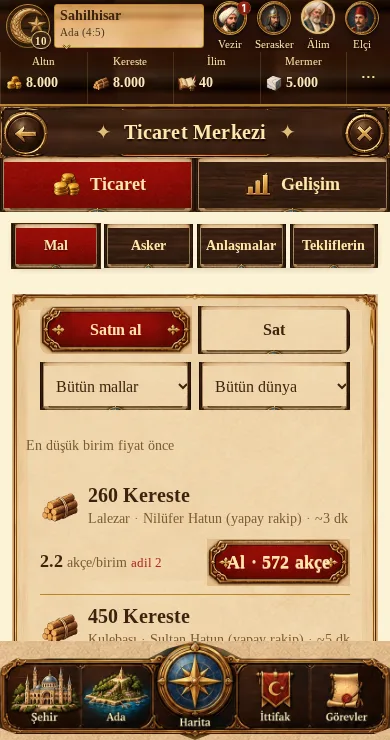 Sahilhisar
Ada (4:5)
10
Vezir
1
Serasker
Âlim
Elçi
Altın
8.000
Kereste
8.000
İlim
40
Mermer
5.000
...
Ticaret Merkezi
Ticaret
Gelişim
Mal
Asker
Anlaşmalar
Tekliflerin
Satın al
Sat
Bütün mallar
Bütün dünya
En düşük birim fiyat önce
260 Kereste
Lalezar · Nilüfer Hatun (yapay rakip) · ~3 dk
2.2 akçe/birim adil 2
Al · 572 akçe
450 Kereste
Kulebaşı · Sultan Hatun (yapay rakip) · ~5 dk
Şehir
Ada
Harita
İttifak
Görevler